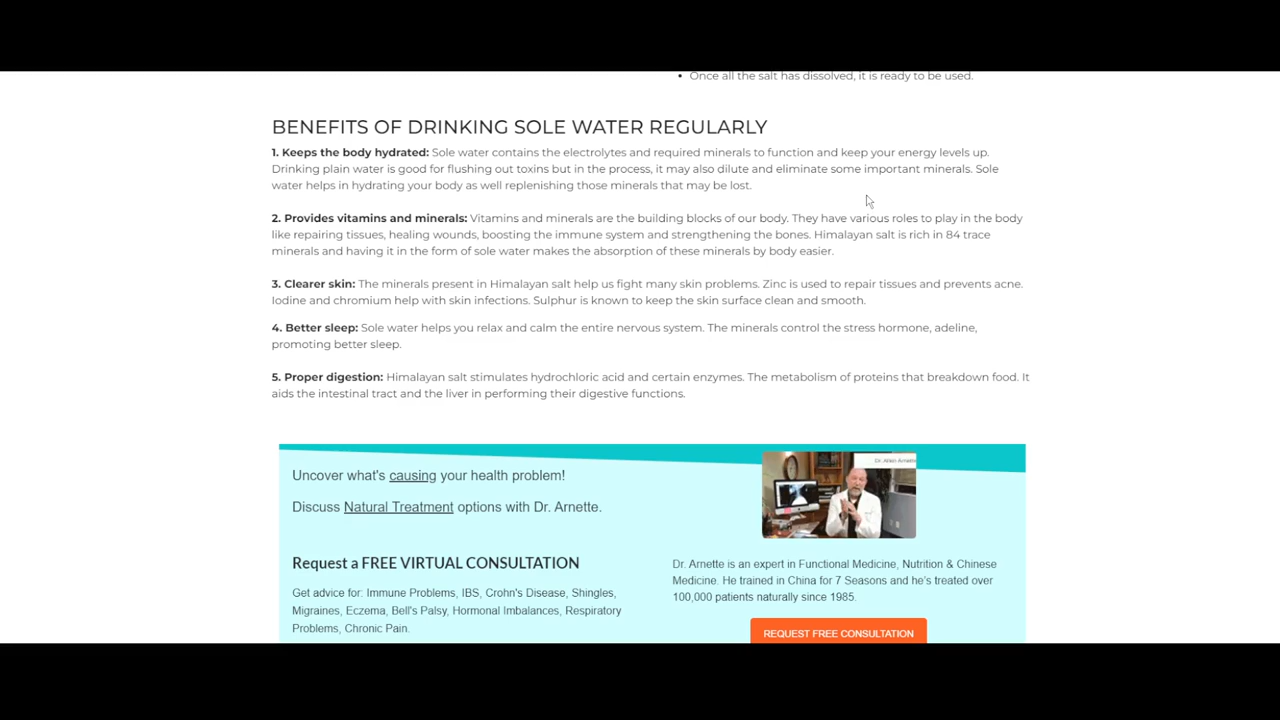 • Once all the salt has dissolved, it is ready to be used.
BENEFITS OF DRINKING SOLE WATER REGULARLY
1. Keeps the body hydrated: Sole water contains the electrolytes and required minerals to function and keep your energy levels up.
Drinking plain water is good for flushing out toxins but in the process, it may also dilute and eliminate some important minerals. Sole
water helps in hydrating your body as well replenishing those minerals that may be lost.
2. Provides vitamins and minerals: Vitamins and minerals are the building blocks of our body. They have various roles to play in the body
like repairing tissues, healing wounds, boosting the immune system and strengthening the bones. Himalayan salt is rich in 84 trace
minerals and having it in the form of sole water makes the absorption of these minerals by body easier.
3. Clearer skin: The minerals present in Himalayan salt help us fight many skin problems. Zinc is used to repair tissues and prevents acne.
Iodine and chromium help with skin infections. Sulphur is known to keep the skin surface clean and smooth.
4. Better sleep: Sole water helps you relax and calm the entire nervous system. The minerals control the stress hormone, adeline,
promoting better sleep.
5. Proper digestion: Himalayan salt stimulates hydrochloric acid and certain enzymes. The metabolism of proteins that breakdown food. It
aids the intestinal tract and the liver in performing their digestive functions.
Uncover what's causing your health problem!
Discuss Natural Treatment options with Dr. Arnette.
Request a FREE VIRTUAL CONSULTATION
Get advice for: Immune Problems, IBS, Crohn's Disease, Shingles,
Migraines, Eczema, Bell's Palsy, Hormonal Imbalances, Respiratory
Problems, Chronic Pain.
Dr. Arnette is an expert in Functional Medicine, Nutrition & Chinese
Medicine. He trained in China for 7 Seasons and he's treated over
100,000 patients naturally since 1985.
REQUEST FREE CONSULTATION